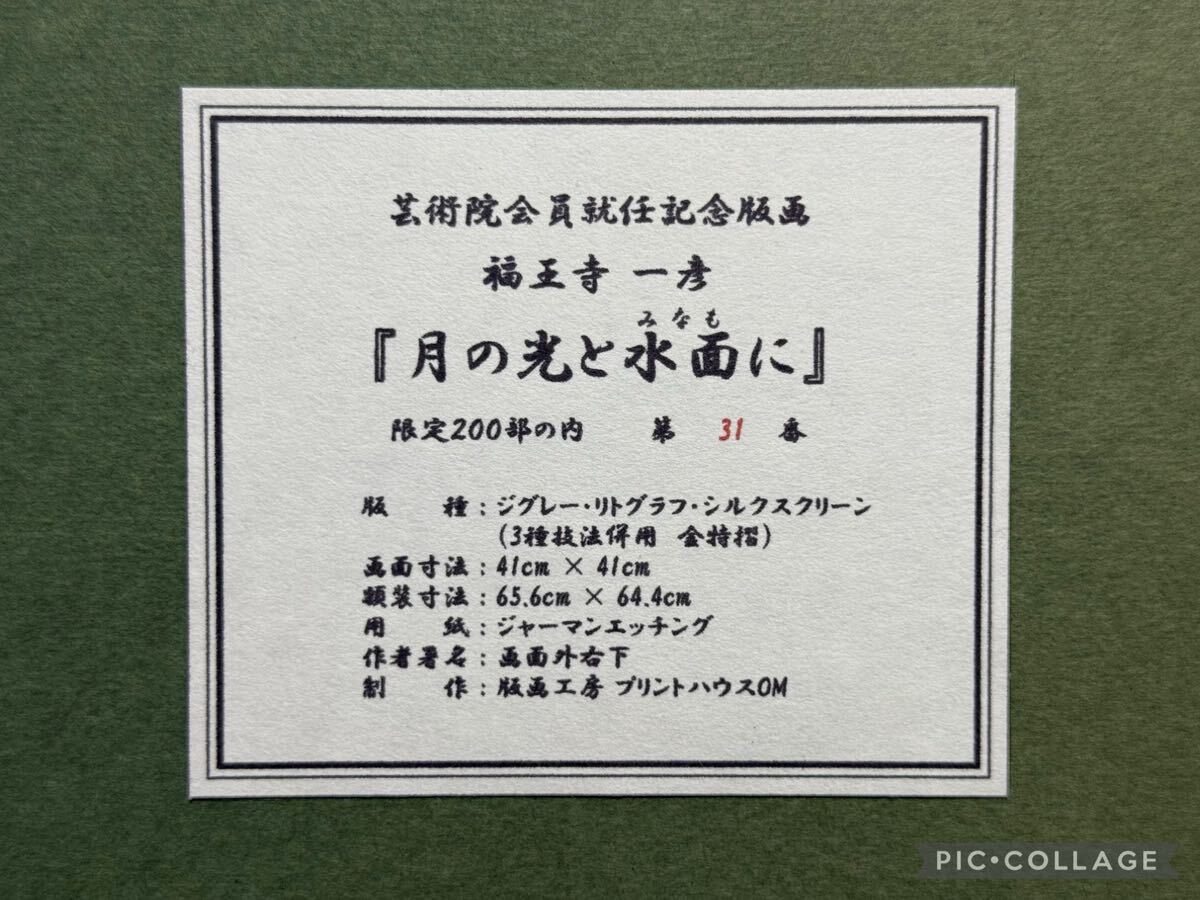 芸術院会員就任記念版画
福王寺 一彦
みなも
『月の光と水面に』
限定200部の内 第 31 番
版 種:ジグレー・リトグラフ・シルクスクリーン
(3種技法併用 金特摺)
画面寸法:41cm × 41cm
額装寸法:65.6cm × 64.4cm
用 紙:ジャーマンエッチング
作者署名:画面外右下
制 作:版画工房 プリントハウスOM
PIC•COLLAGE